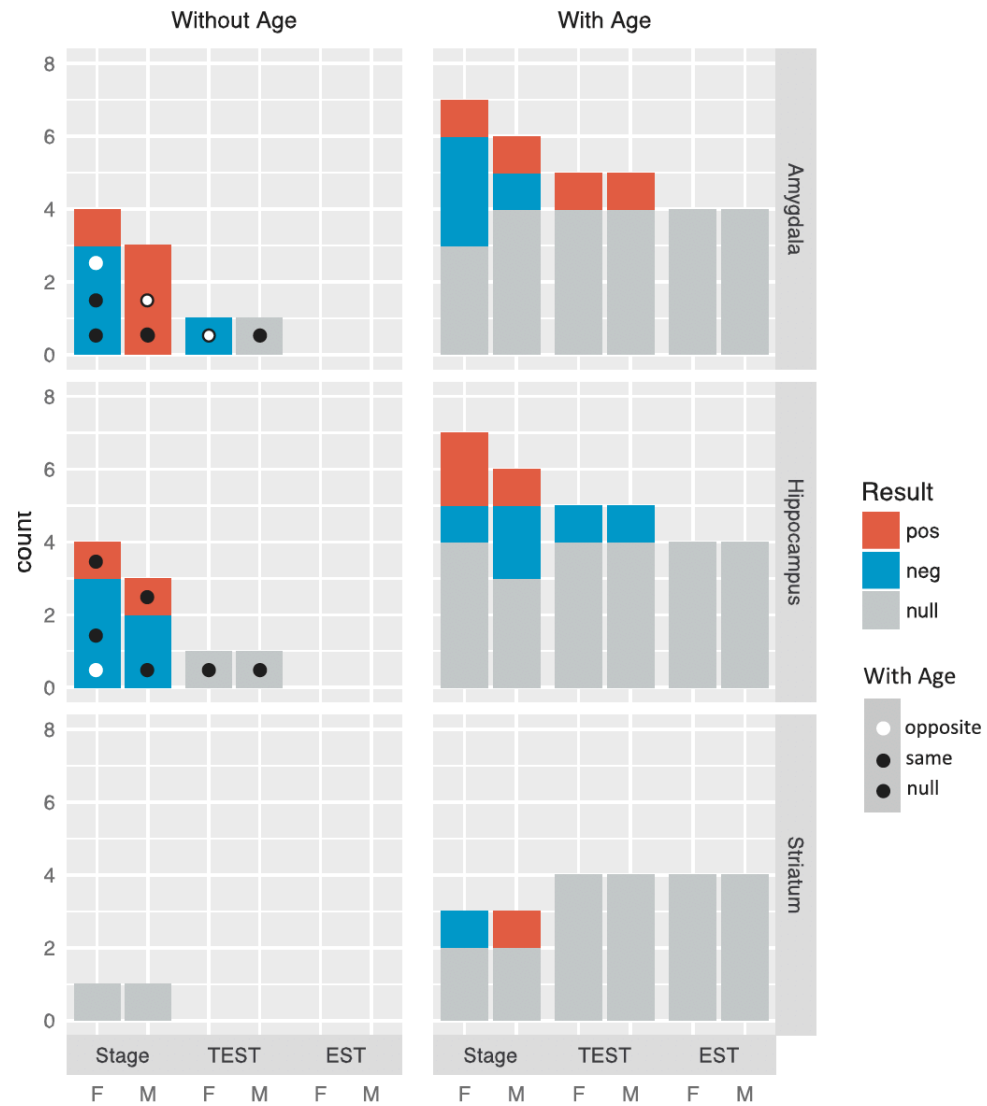 Without Age
With Age
8
6
4
2
0
Amygdala
8
6
4
2
0
Hippocampus
8
6
4
2
0
Striatum
count
Stage TEST EST
Stage TEST EST
F M F M F M
F M F M F M
Result
pos
neg
null
With Age
opposite
same
null